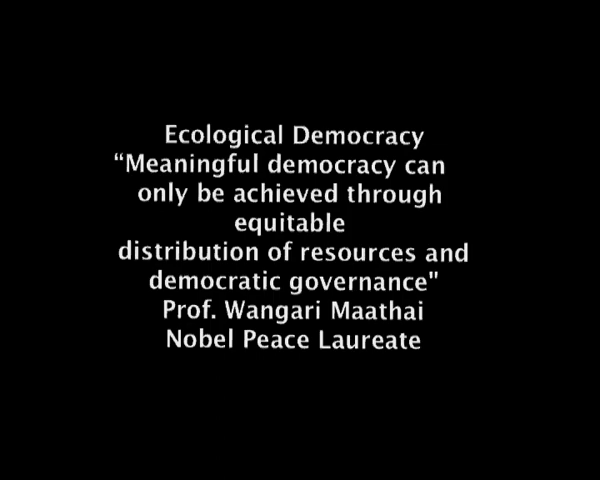 Ecological Democracy
“Meaningful democracy can
only be achieved through
equitable
distribution of resources and
democratic governance"
Prof. Wangari Maathai
Nobel Peace Laureate